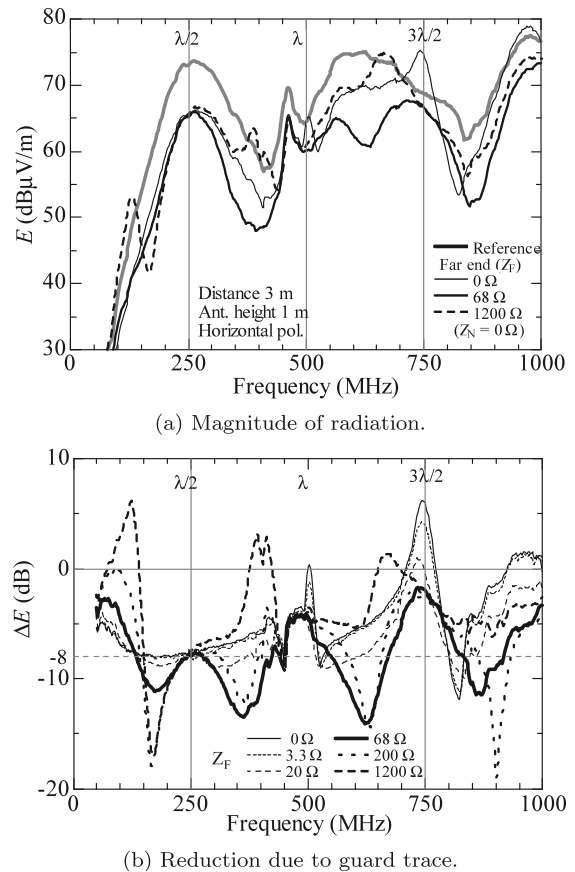 80
70
60
50
40
30
E (dBμV/m)
λ/2
λ
3λ/2
Reference
Far end (Z_F)
0 Ω
68 Ω
1200 Ω
(Z_N = 0 Ω)
Distance 3 m
Ant. height 1 m
Horizontal pol.
0 250 500 750 1000
Frequency (MHz)
(a) Magnitude of radiation.
10
0
-8
-10
-20
ΔE (dB)
λ/2
λ
3λ/2
Z_F
0 Ω 68 Ω
3.3 Ω 200 Ω
20 Ω 1200 Ω
0 250 500 750 1000
Frequency (MHz)
(b) Reduction due to guard trace.